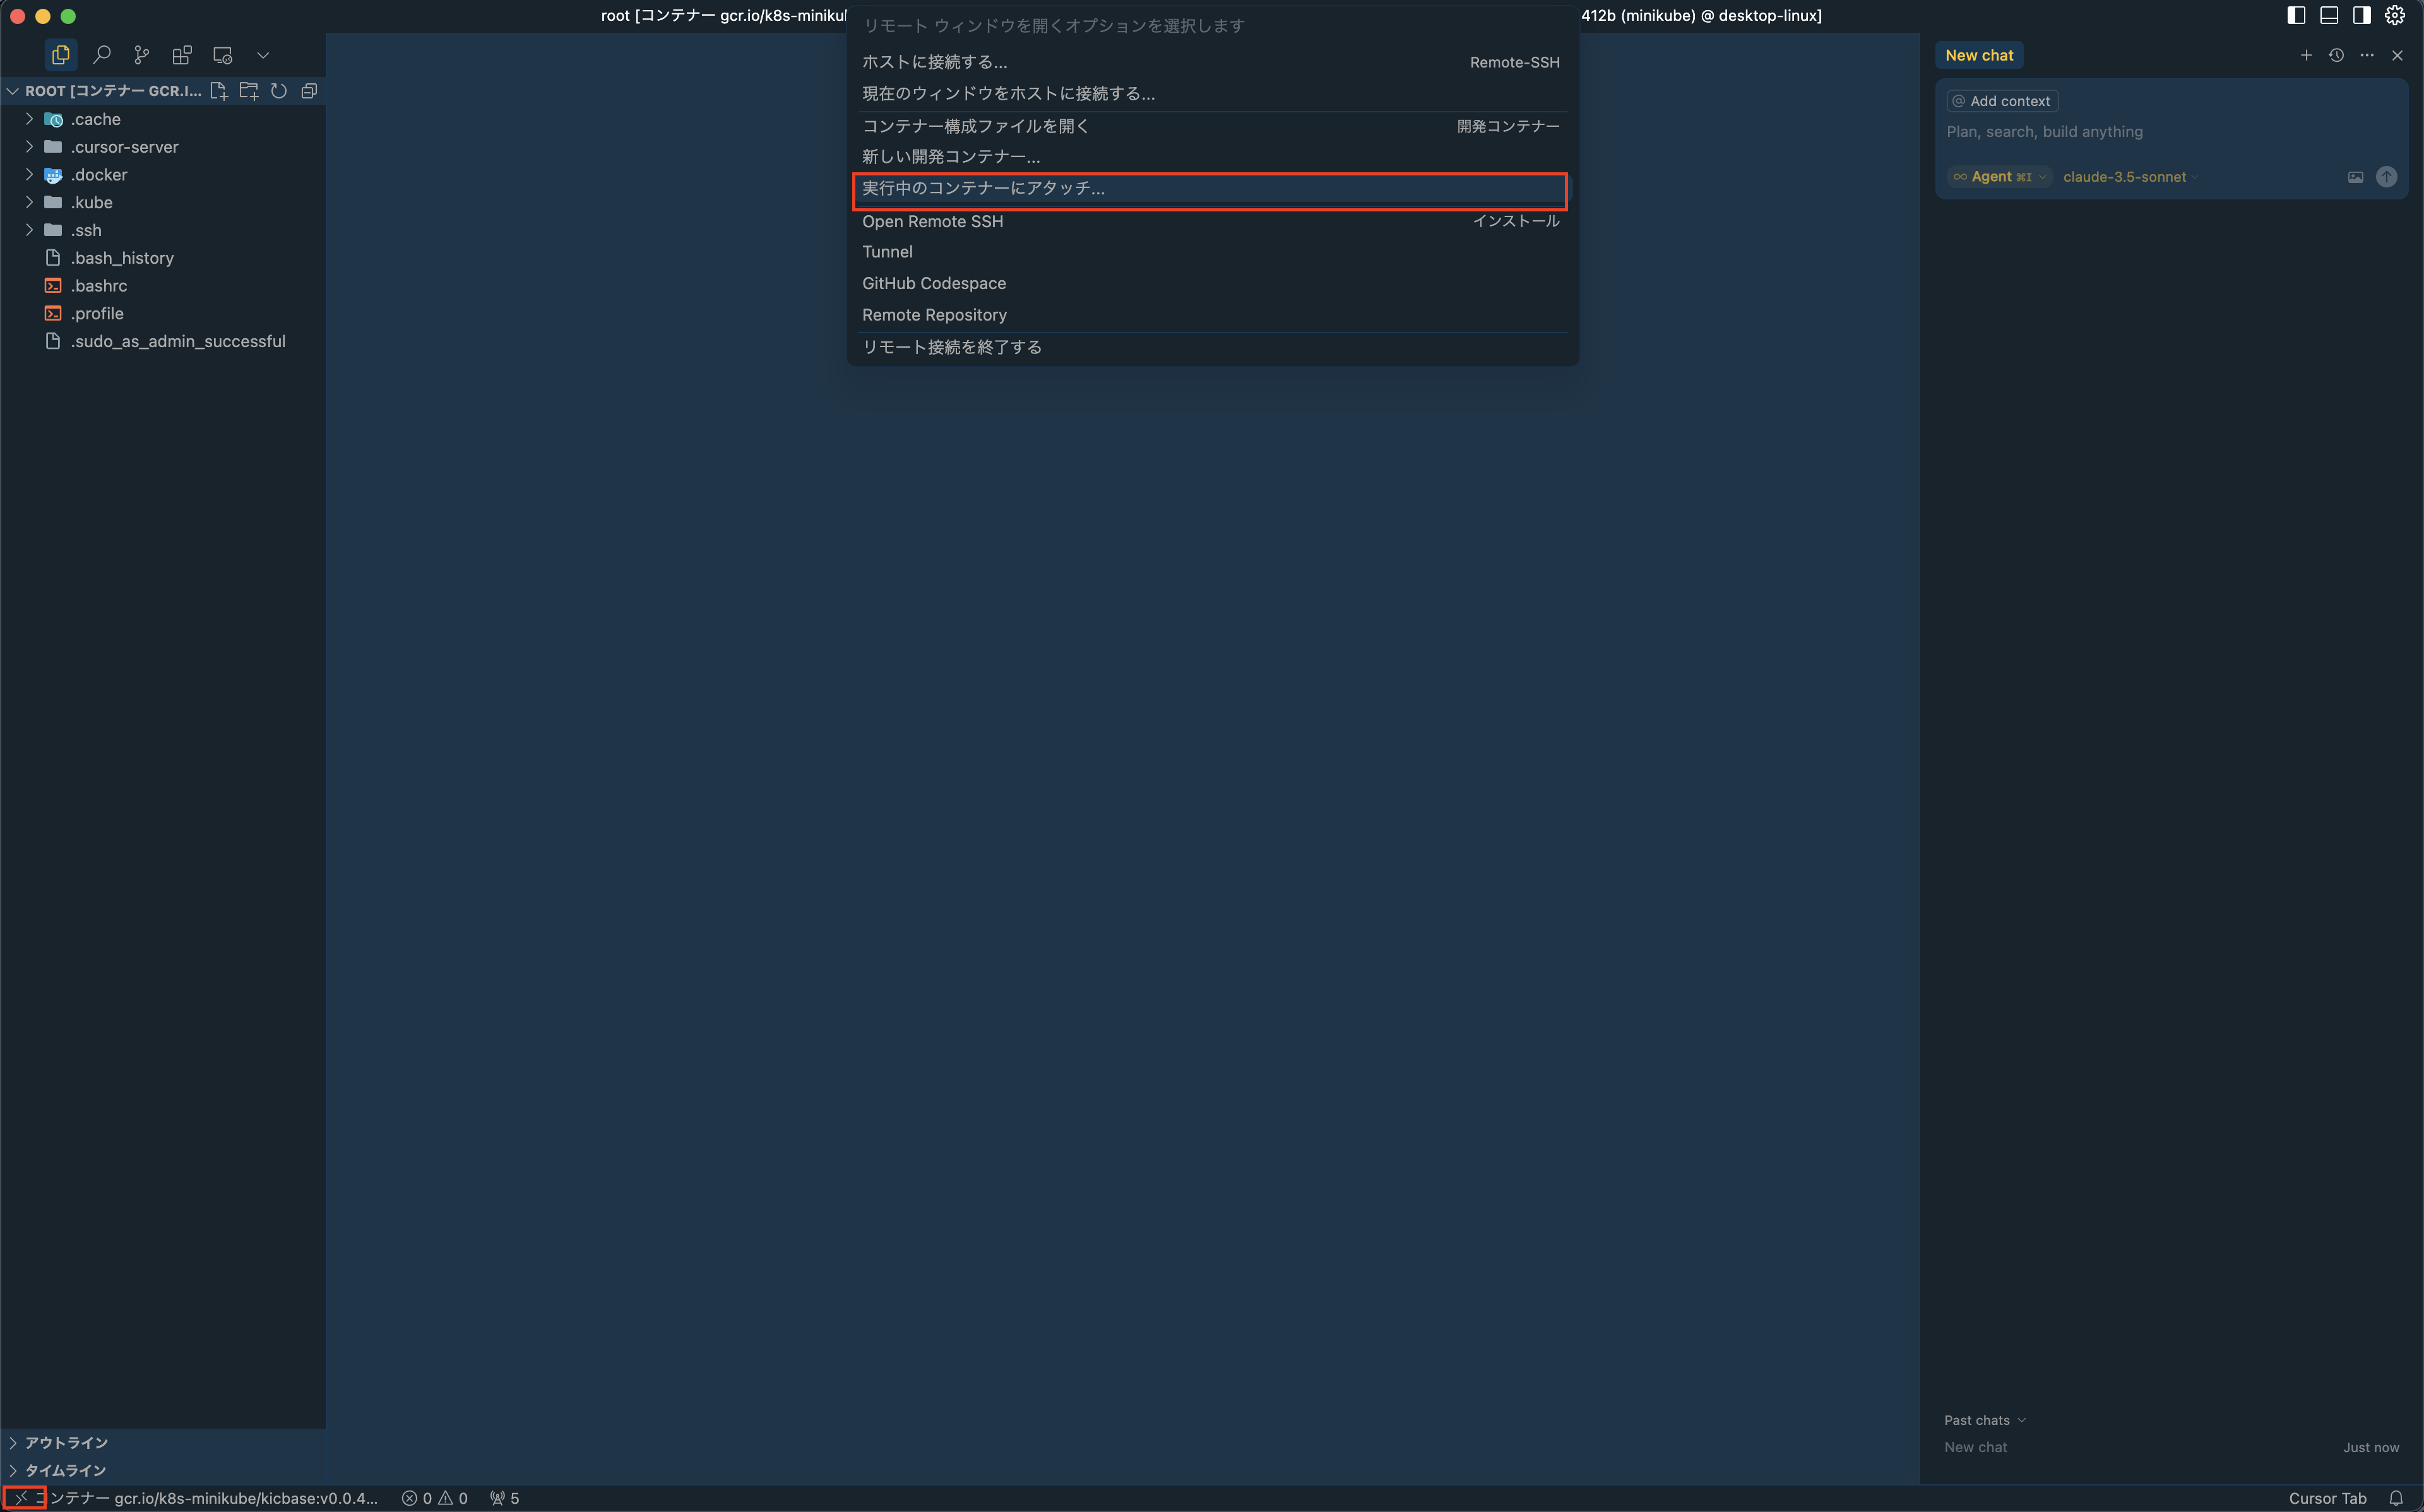 root [コンテナー gcr.io/k8s-minikul
412b (minikube) @ desktop-linux]
リモート ウィンドウを開くオプションを選択します
ホストに接続する... Remote-SSH
現在のウィンドウをホストに接続する...
コンテナー構成ファイルを開く 開発コンテナー
新しい開発コンテナー...
実行中のコンテナーにアタッチ...
Open Remote SSH インストール
Tunnel
GitHub Codespace
Remote Repository
リモート接続を終了する
ROOT [コンテナー GCR.I...
.cache
.cursor-server
.docker
.kube
.ssh
.bash_history
.bashrc
.profile
.sudo_as_admin_successful
アウトライン
タイムライン
New chat
@ Add context
Plan, search, build anything
∞ Agent ⌘I claude-3.5-sonnet
Past chats
New chat Just now
コンテナー gcr.io/k8s-minikube/kicbase:v0.0.4... 0 0 5
Cursor Tab